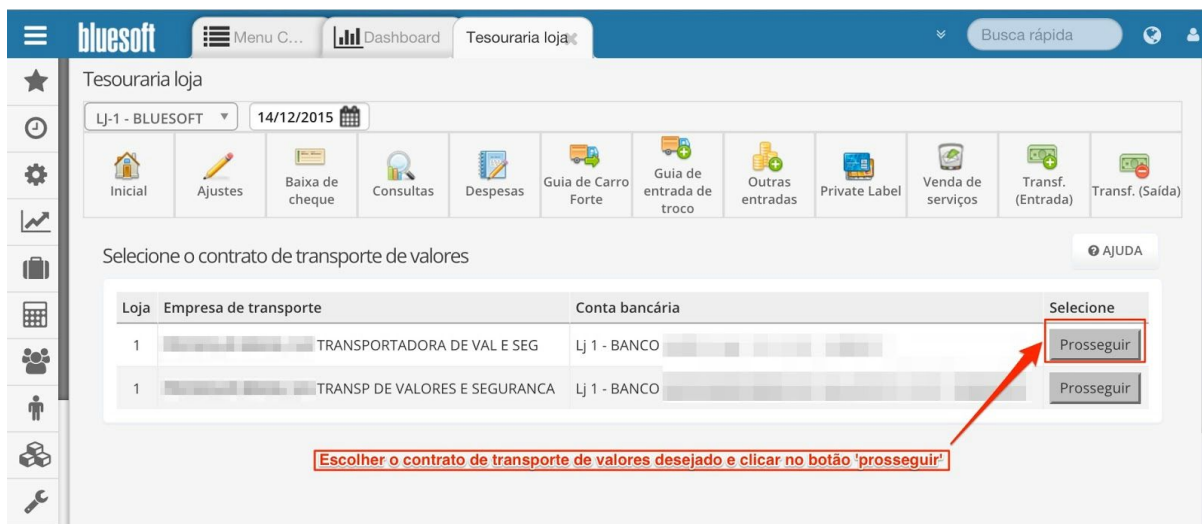 bluesoft
Menu C...
Dashboard
Tesouraria loja
Busca rápida
Tesouraria loja
LJ-1 - BLUESOFT
14/12/2015
Inicial
Ajustes
Baixa de
cheque
Consultas
Despesas
Guia de Carro
Forte
Guia de
entrada de
troco
Outras
entradas
Private Label
Venda de
serviços
Transf.
(Entrada)
Transf. (Saída)
Selecione o contrato de transporte de valores
AJUDA
Loja Empresa de transporte Conta bancária Selecione
1 TRANSPORTADORA DE VAL E SEG Lj 1 - BANCO Prosseguir
1 TRANSP DE VALORES E SEGURANCA Lj 1 - BANCO Prosseguir
Escolher o contrato de transporte de valores desejado e clicar no botão 'prosseguir'